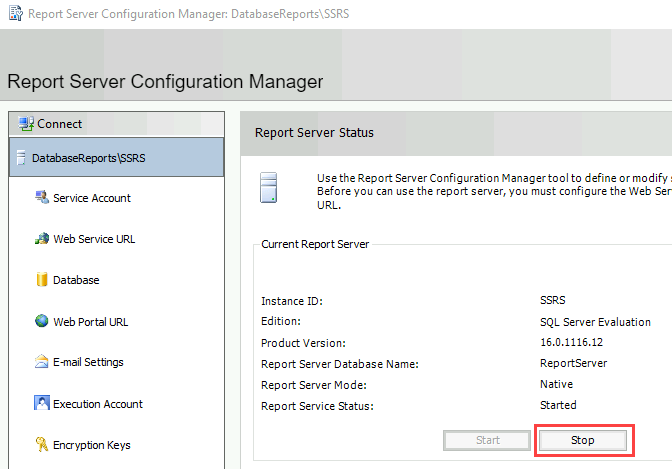 Report Server Configuration Manager: DatabaseReports\SSRS
Report Server Configuration Manager
Connect
DatabaseReports\SSRS
Service Account
Web Service URL
Database
Web Portal URL
E-mail Settings
Execution Account
Encryption Keys
Report Server Status
Use the Report Server Configuration Manager tool to define or modify
Before you can use the report server, you must configure the Web
URL.
Current Report Server
Instance ID: SSRS
Edition: SQL Server Evaluation
Product Version: 16.0.1116.12
Report Server Database Name: ReportServer
Report Server Mode: Native
Report Service Status: Started
Start Stop